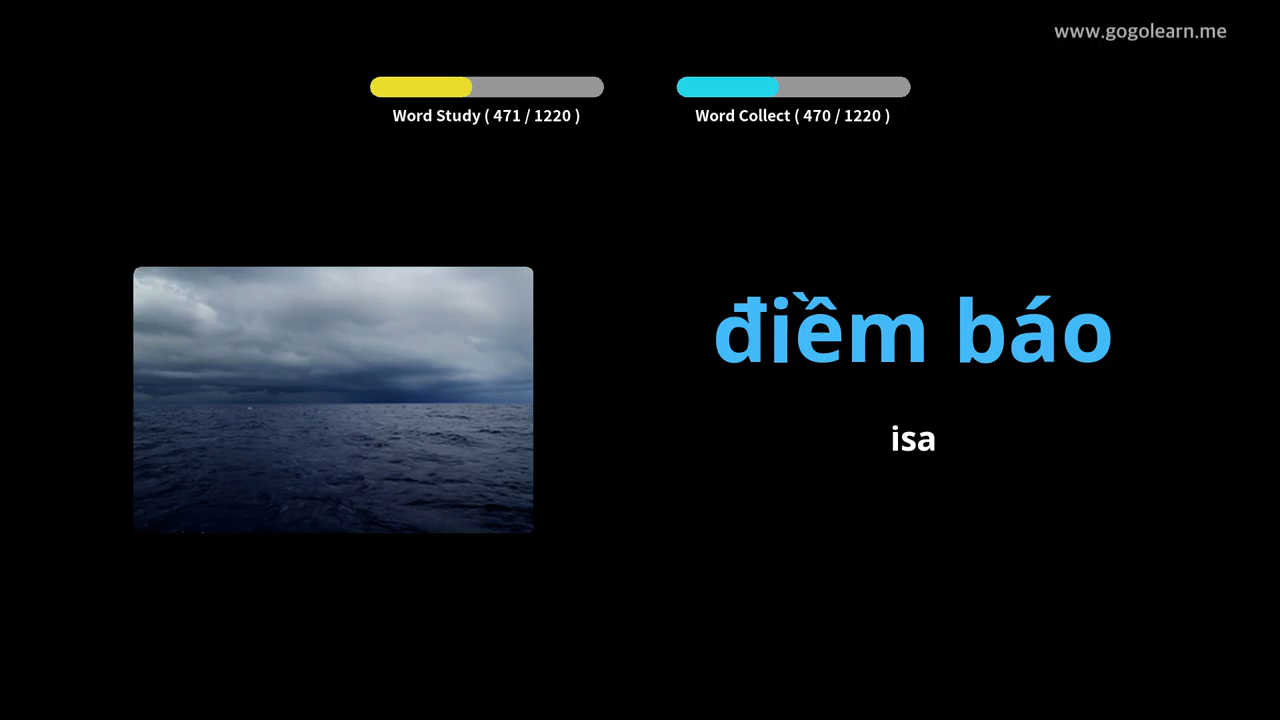 www.gogolearn.me
Word Study ( 471 / 1220 )
Word Collect ( 470 / 1220 )
điềm báo
isa